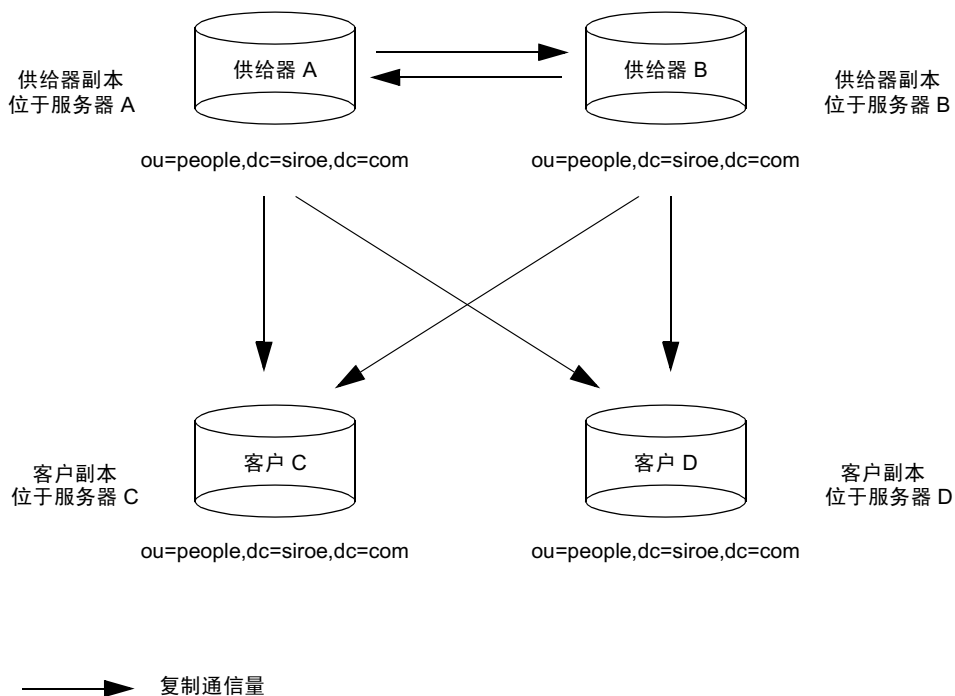 供给器 A
供给器 B
供给器副本
位于服务器 A
供给器副本
位于服务器 B
ou=people,dc=siroe,dc=com
ou=people,dc=siroe,dc=com
客户 C
客户 D
客户副本
位于服务器 C
客户副本
位于服务器 D
ou=people,dc=siroe,dc=com
ou=people,dc=siroe,dc=com
复制通信量